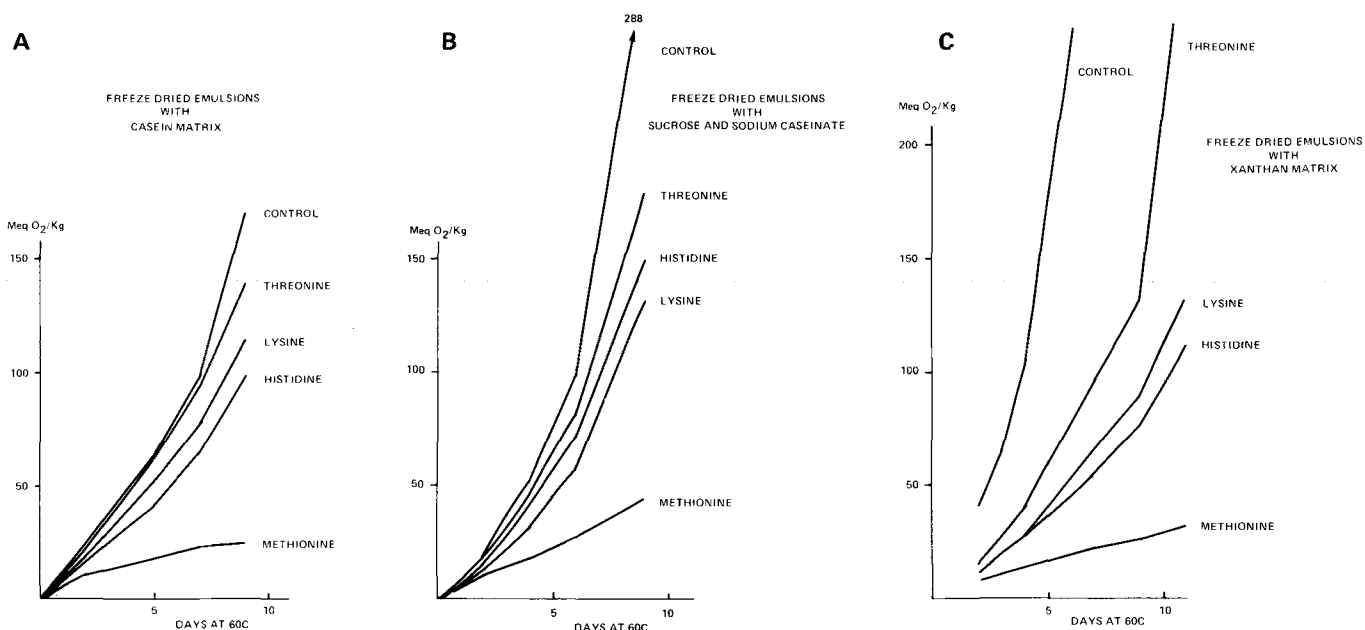 A
FREEZE DRIED EMULSIONS
WITH
CASEIN MATRIX
Meq O2/Kg
150
100
50
5
10
DAYS AT 60C
CONTROL
THREONINE
LYSINE
HISTIDINE
METHIONINE
B
288
CONTROL
FREEZE DRIED EMULSIONS
WITH
SUCROSE AND SODIUM CASEINATE
Meq O2/Kg
150
100
50
5
10
DAYS AT 60C
THREONINE
HISTIDINE
LYSINE
METHIONINE
C
THREONINE
CONTROL
Meq O2/Kg
200
150
100
50
5
10
DAYS AT 60C
FREEZE DRIED EMULSIONS
WITH
XANTHAN MATRIX
LYSINE
HISTIDINE
METHIONINE